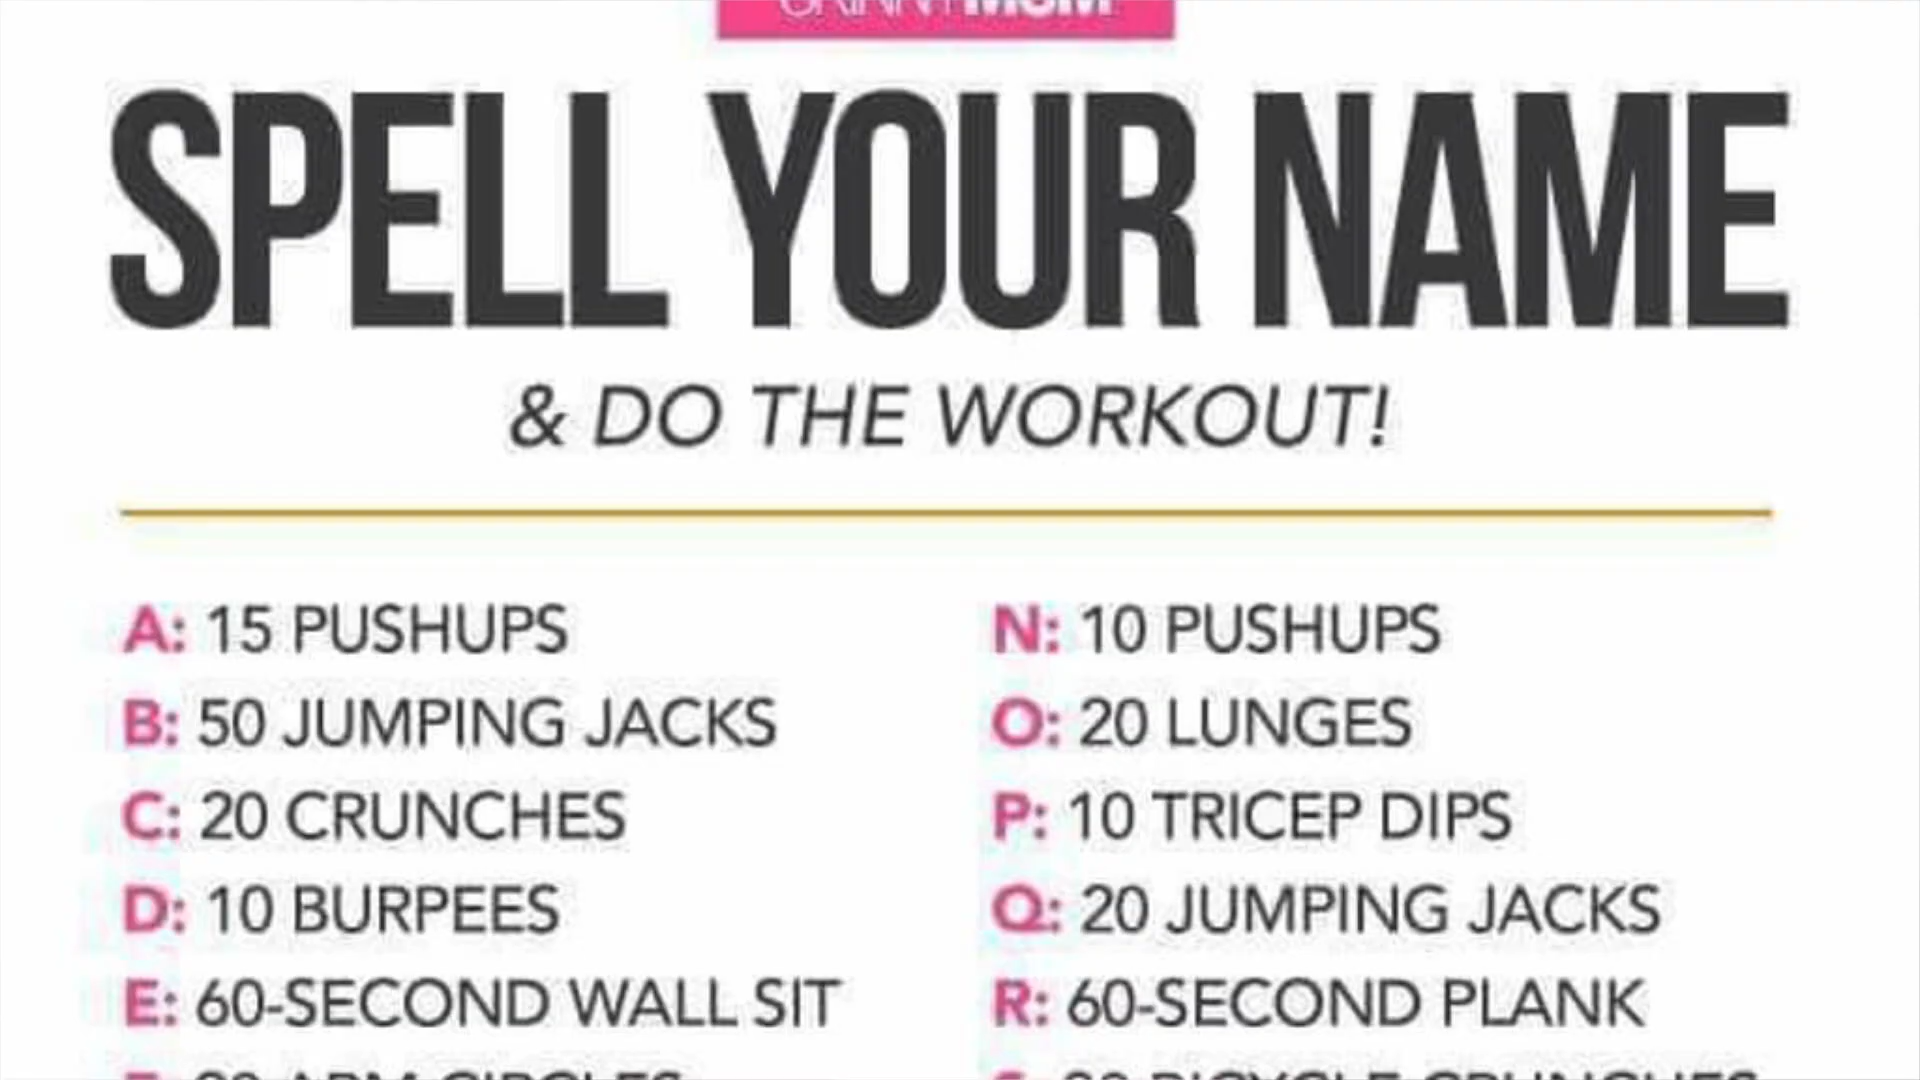 SPELL YOUR NAME
& DO THE WORKOUT!
A: 15 PUSHUPS
B: 50 JUMPING JACKS
C: 20 CRUNCHES
D: 10 BURPEES
E: 60-SECOND WALL SIT
N: 10 PUSHUPS
O: 20 LUNGES
P: 10 TRICEP DIPS
Q: 20 JUMPING JACKS
R: 60-SECOND PLANK